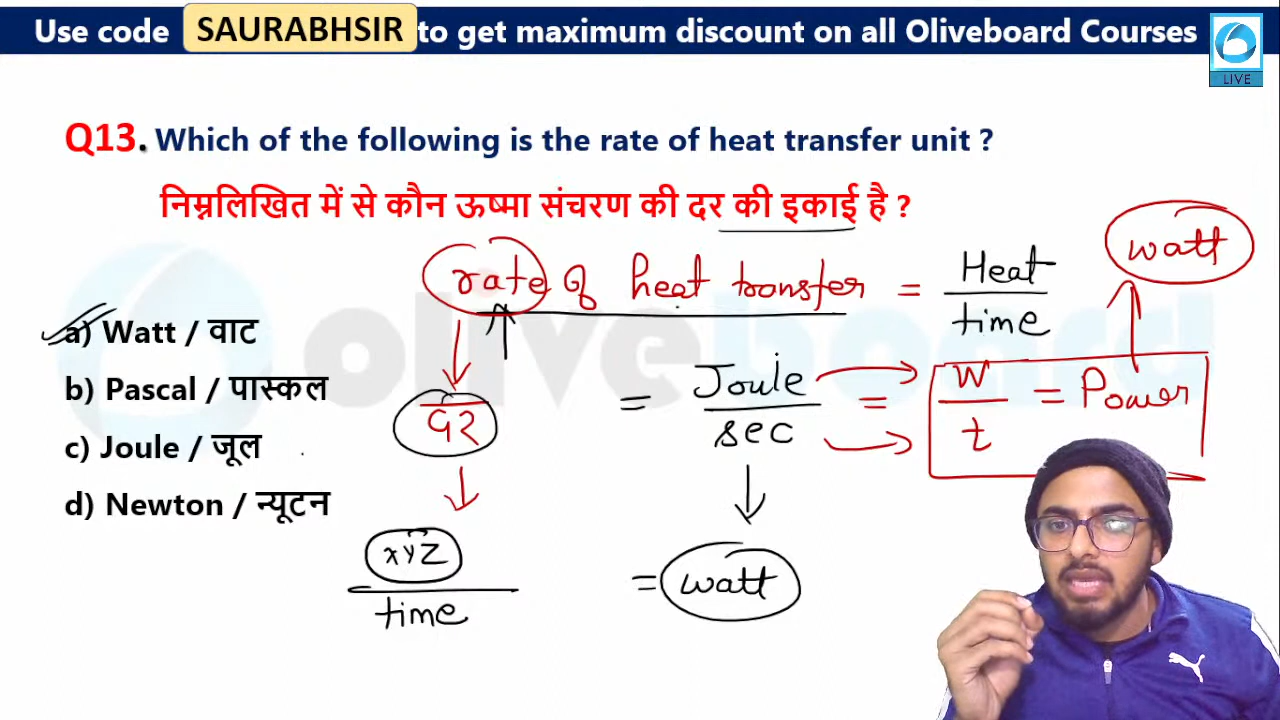 Use code SAURABHSIR to get maximum discount on all Oliveboard Courses
LIVE
Q13. Which of the following is the rate of heat transfer unit ?
निम्नलिखित में से कौन ऊष्मा संचरण की दर की इकाई है ?
oliveboard
rate of heat transfer = Heat
time
watt
a) Watt / वाट
b) Pascal / पास्कल
c) Joule / जूल
d) Newton / न्यूटन
दर
xyz
time
= Joule
sec
= W
t
= Power
= watt